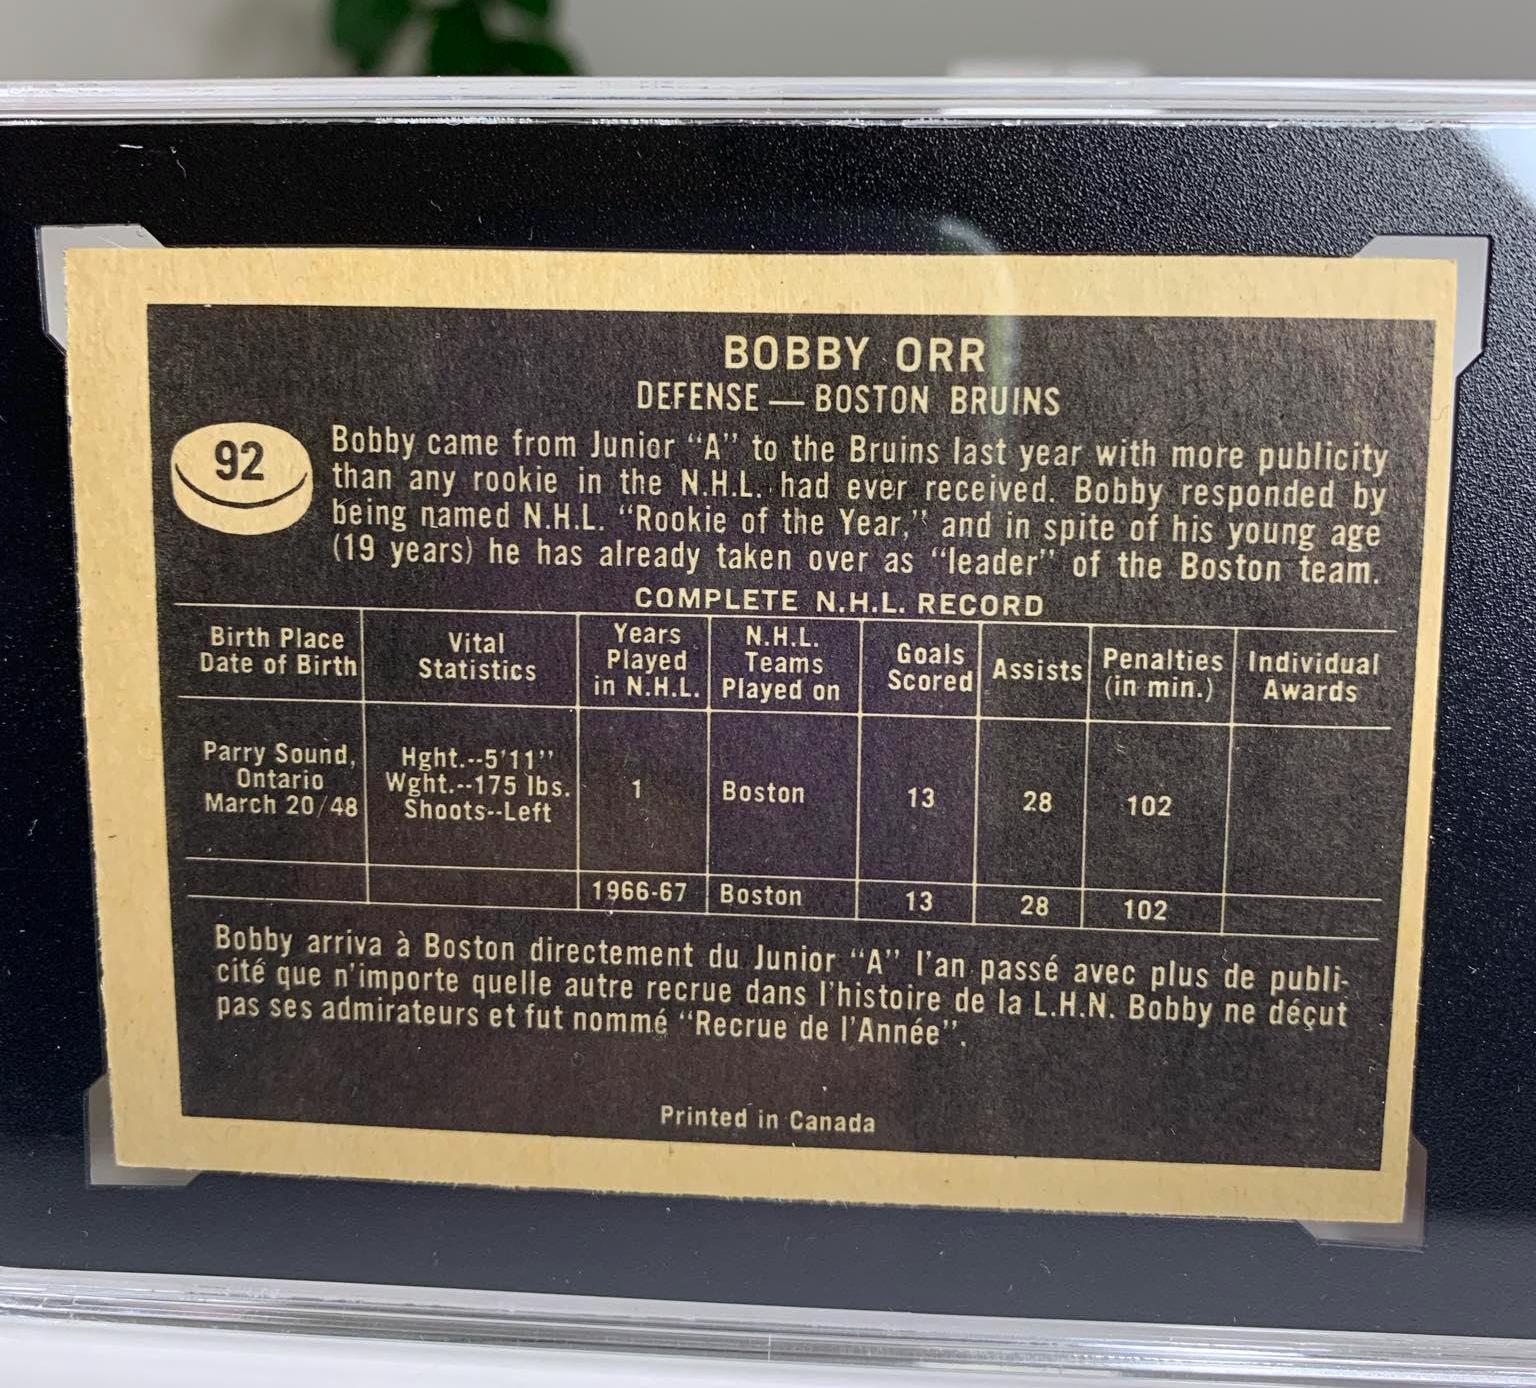 BOBBY ORR
DEFENSE — BOSTON BRUINS
92
Bobby came from Junior “A” to the Bruins last year with more publicity
than any rookie in the N.H.L. had ever received. Bobby responded by
being named N.H.L. “Rookie of the Year,” and in spite of his young age
(19 years) he has already taken over as “leader” of the Boston team.
COMPLETE N.H.L. RECORD
Birth Place
Date of Birth
Vital
Statistics
Years
Played
in N.H.L.
N.H.L.
Teams
Played on
Goals
Scored
Assists
Penalties
(in min.)
Individual
Awards
Parry Sound,
Ontario
March 20/48
Hght.--5'11''
Wght.--175 lbs.
Shoots--Left
1
Boston
13
28
102
1966-67 Boston 13 28 102
Bobby arriva à Boston directement du Junior “A” l'an passé avec plus de publi-
cité que n'importe quelle autre recrue dans l'histoire de la L.H.N. Bobby ne déçut
pas ses admirateurs et fut nommé “Recrue de l'Année”.
Printed in Canada